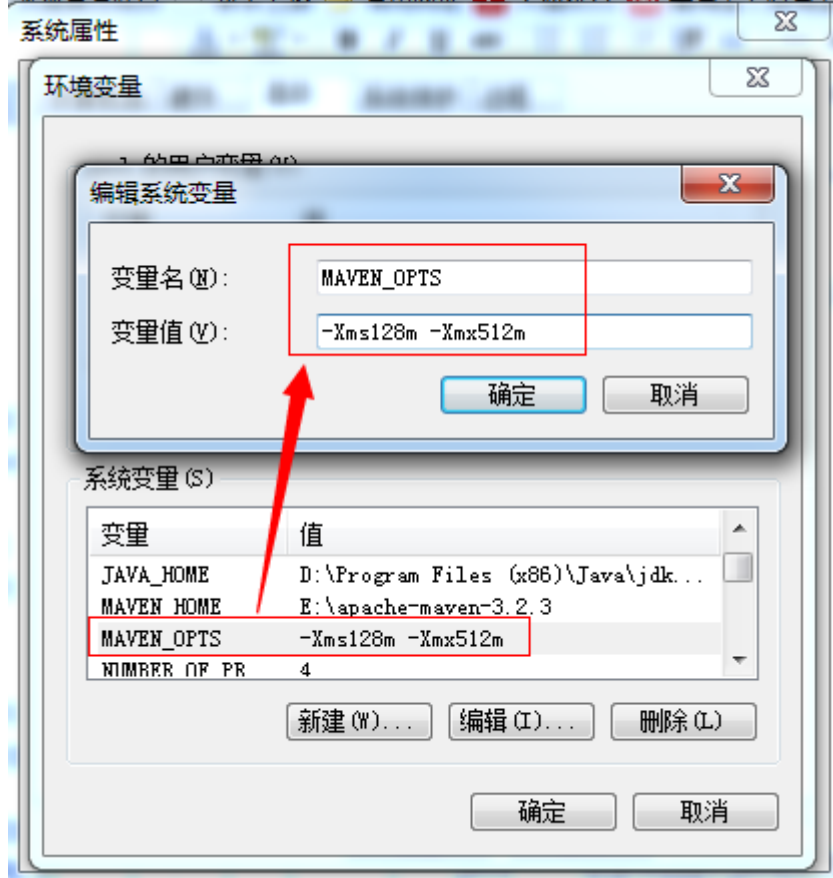 系统属性
环境变量
编辑系统变量
变量名(N):
MAVEN_OPTS
变量值(V):
-Xms128m -Xmx512m
确定
取消
系统变量(S)
变量 值
JAVA_HOME D:\Program Files (x86)\Java\jdk...
MAVEN_HOME E:\apache-maven-3.2.3
MAVEN_OPTS -Xms128m -Xmx512m
NUMBER_OF_PR 4
新建(W)... 编辑(I)... 删除(L)
确定 取消